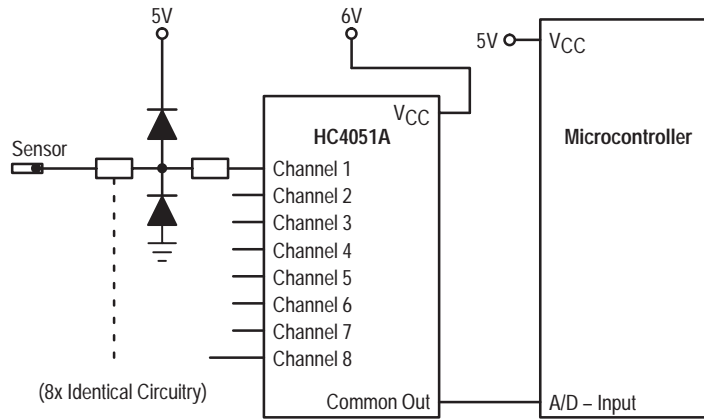 5V
6V
5V
VCC
VCC
HC4051A
Microcontroller
Sensor
Channel 1
Channel 2
Channel 3
Channel 4
Channel 5
Channel 6
Channel 7
Channel 8
(8x Identical Circuitry)
Common Out
A/D – Input